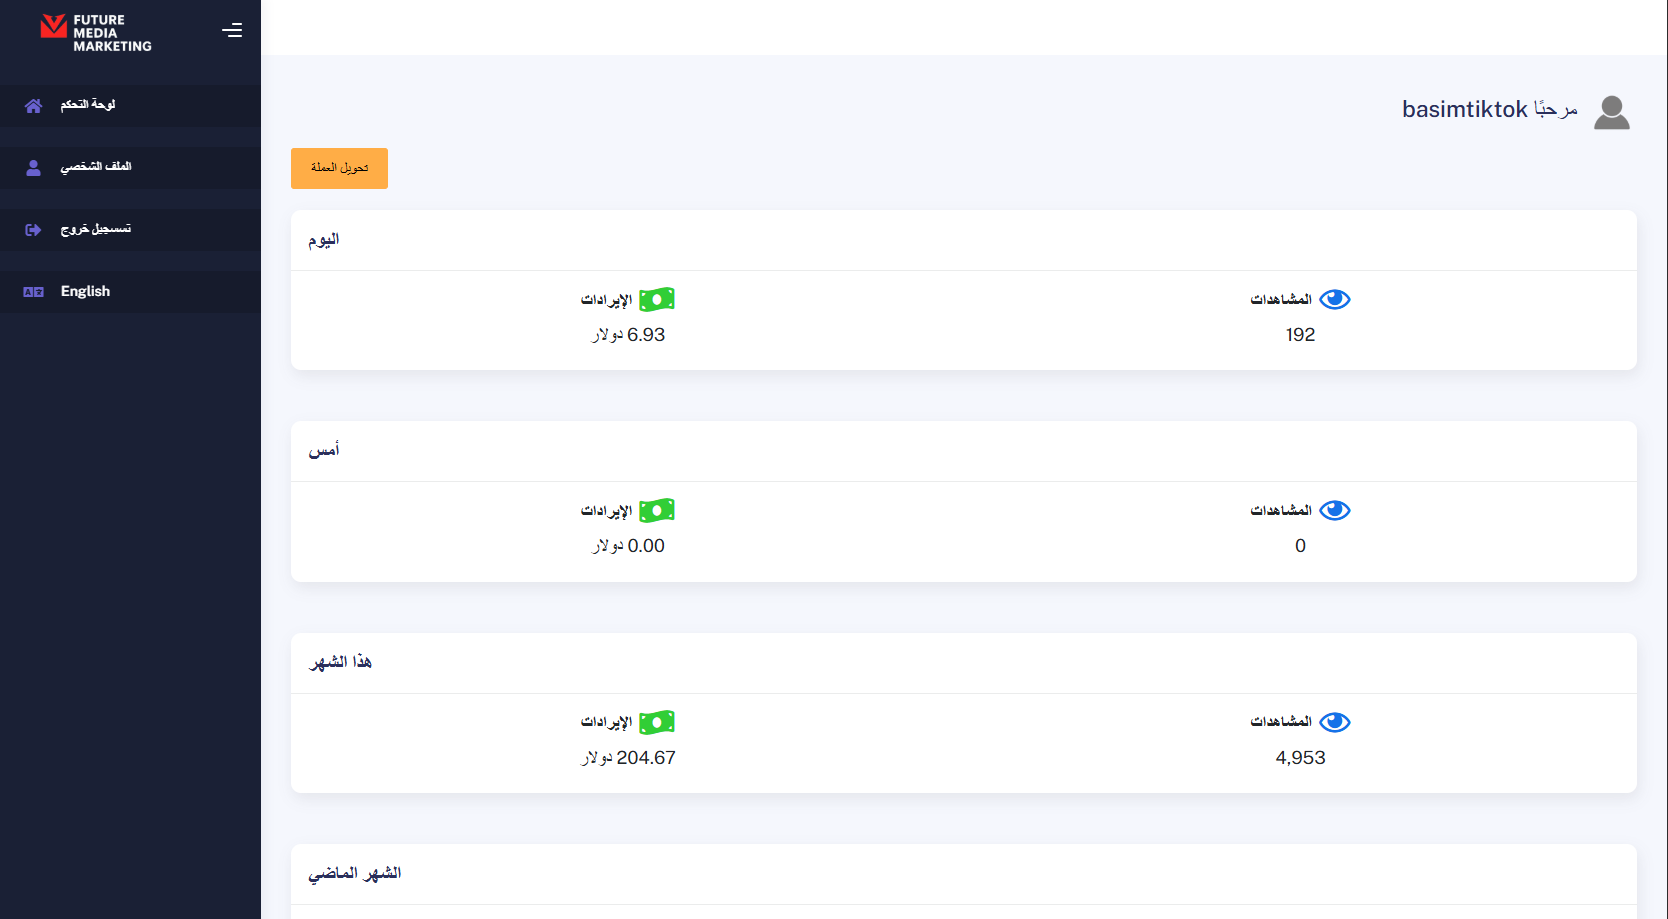 FUTURE
MEDIA
MARKETING
لوحة التحكم
الملف الشخصي
تسسجيل خروج
English
مرحبًا basimtiktok
تحويل العملة
اليوم
المشاهدات
192
الإيرادات
6.93 دولار
أمس
المشاهدات
0
الإيرادات
0.00 دولار
هذا الشهر
المشاهدات
4,953
الإيرادات
204.67 دولار
الشهر الماضي